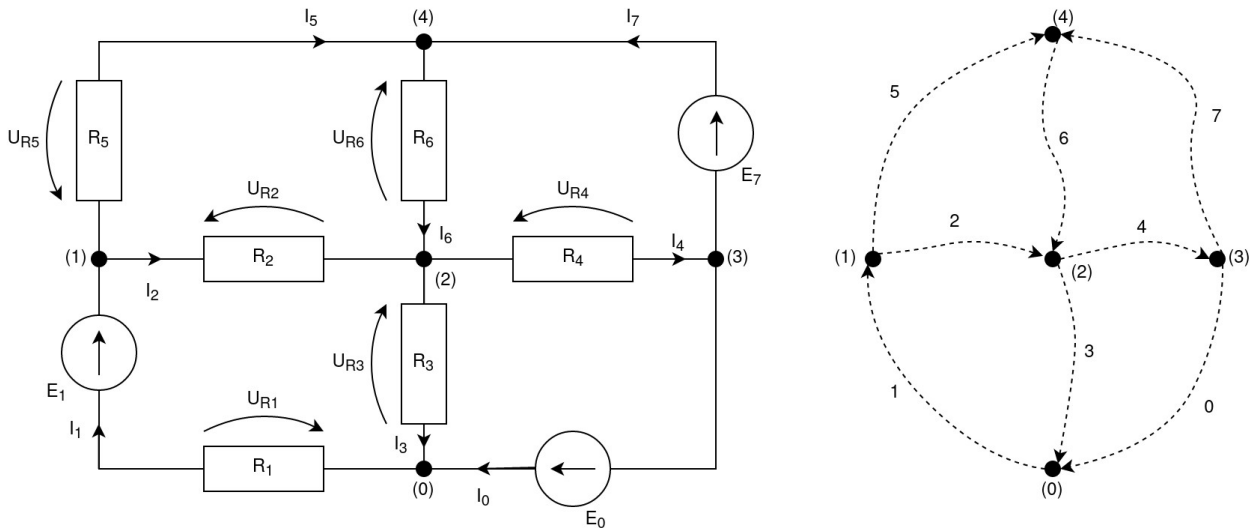 I5
(4)
I7
UR5
R5
UR6
R6
E7
UR2
UR4
(1)
R2
I6
R4
I4
(3)
I2
(2)
E1
UR3
R3
I1
UR1
I3
R1
(0)
I0
E0
(4)
5
7
6
2
4
(1)
(2)
(3)
3
1
0
(0)